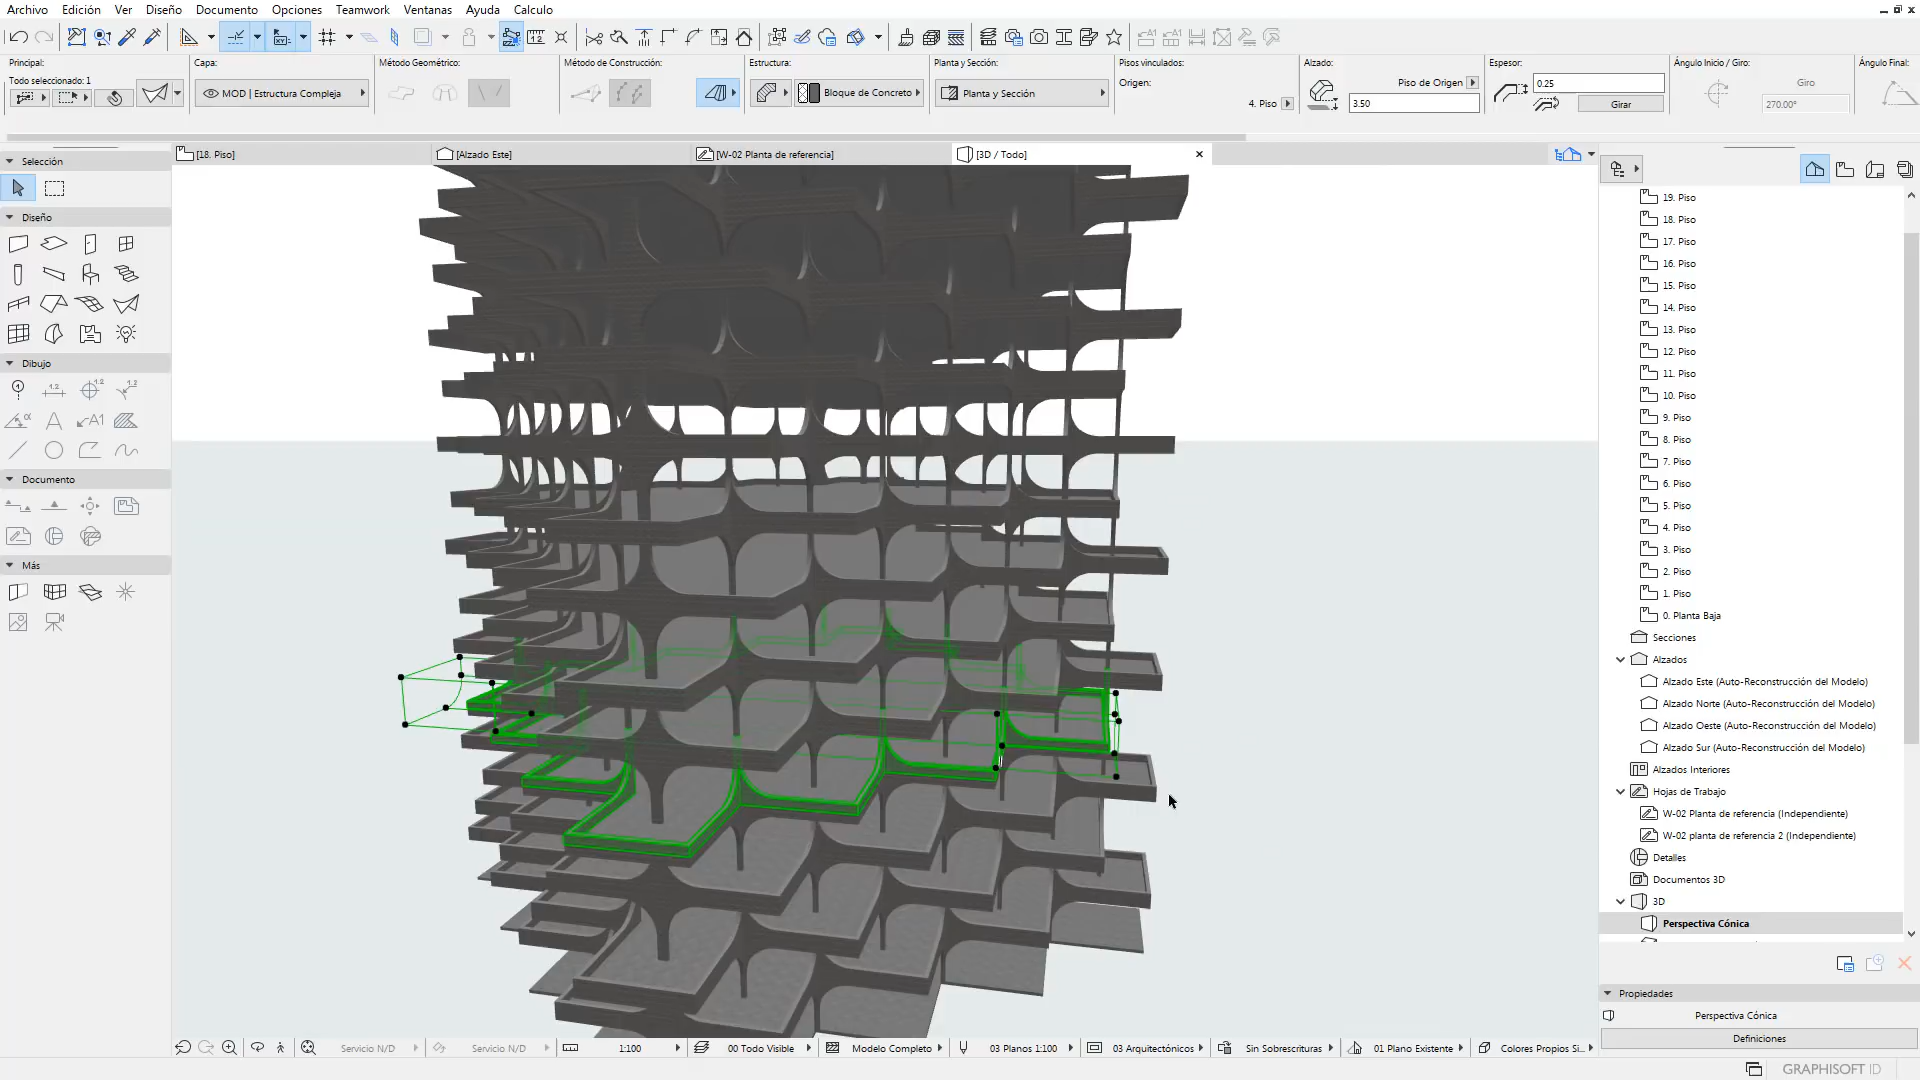 Archivo Edición Ver Diseño Documento Opciones Teamwork Ventanas Ayuda Calculo
Principal:
Todo seleccionado: 1
Capa:
MOD | Estructura Compleja
Método Geométrico:
Método de Construcción:
Estructura:
Bloque de Concreto
Planta y Sección:
Planta y Sección
Pisos vinculados:
Origen:
4. Piso
Alzado:
Piso de Origen
3.50
Espesor:
0.25
Girar
Ángulo Inicio / Giro:
Giro
270.00°
Ángulo Final:
[18. Piso]
[Alzado Este]
[W-02 Planta de referencia]
[3D / Todo]
Selección
Diseño
Dibujo
Documento
Más
19. Piso
18. Piso
17. Piso
16. Piso
15. Piso
14. Piso
13. Piso
12. Piso
11. Piso
10. Piso
9. Piso
8. Piso
7. Piso
6. Piso
5. Piso
4. Piso
3. Piso
2. Piso
1. Piso
0. Planta Baja
Secciones
Alzados
Alzado Este (Auto-Reconstrucción del Modelo)
Alzado Norte (Auto-Reconstrucción del Modelo)
Alzado Oeste (Auto-Reconstrucción del Modelo)
Alzado Sur (Auto-Reconstrucción del Modelo)
Alzados Interiores
Hojas de Trabajo
W-02 Planta de referencia (Independiente)
W-02 planta de referencia 2 (Independiente)
Detalles
Documentos 3D
3D
Perspectiva Cónica
Propiedades
Perspectiva Cónica
Definiciones
Servicio N/D
Servicio N/D
1:100
00 Todo Visible
Modelo Completo
03 Planos 1:100
03 Arquitectónicos
Sin Sobrescrituras
01 Plano Existente
Colores Propios Si...
GRAPHISOFT ID